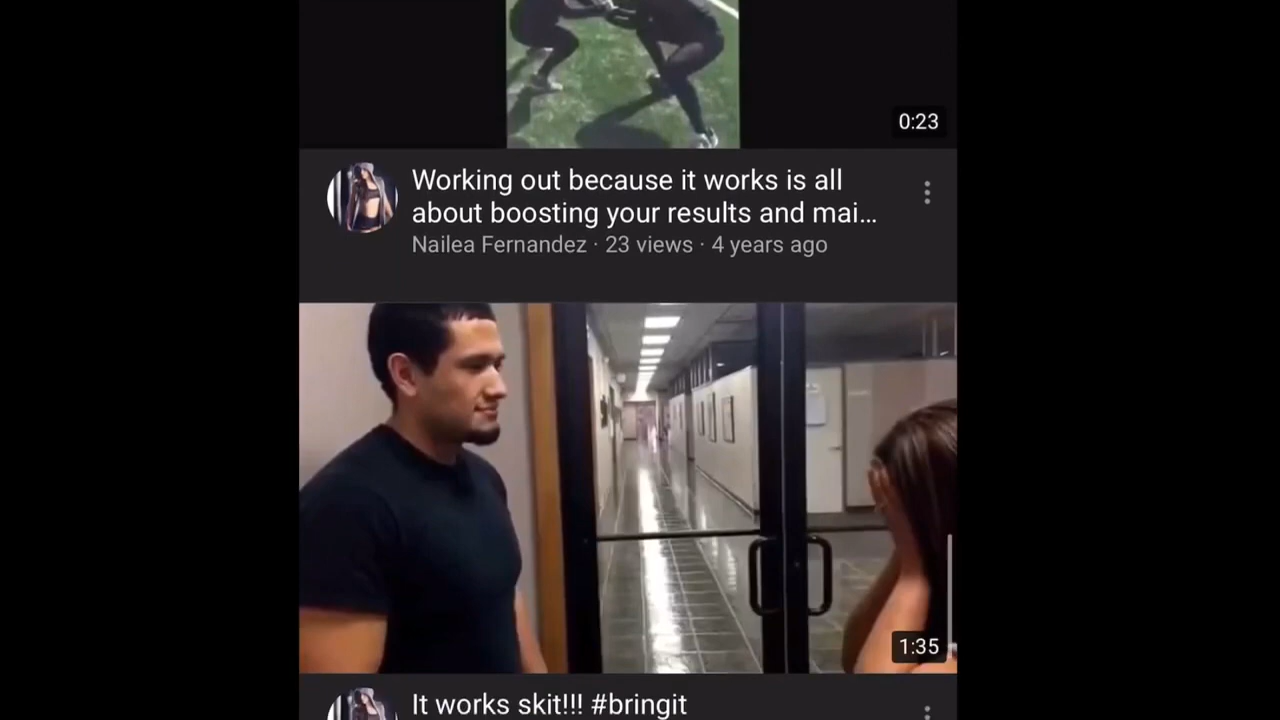 0:23
Working out because it works is all
about boosting your results and mai…
Nailea Fernandez · 23 views · 4 years ago
1:35
It works skit!!! #bringit